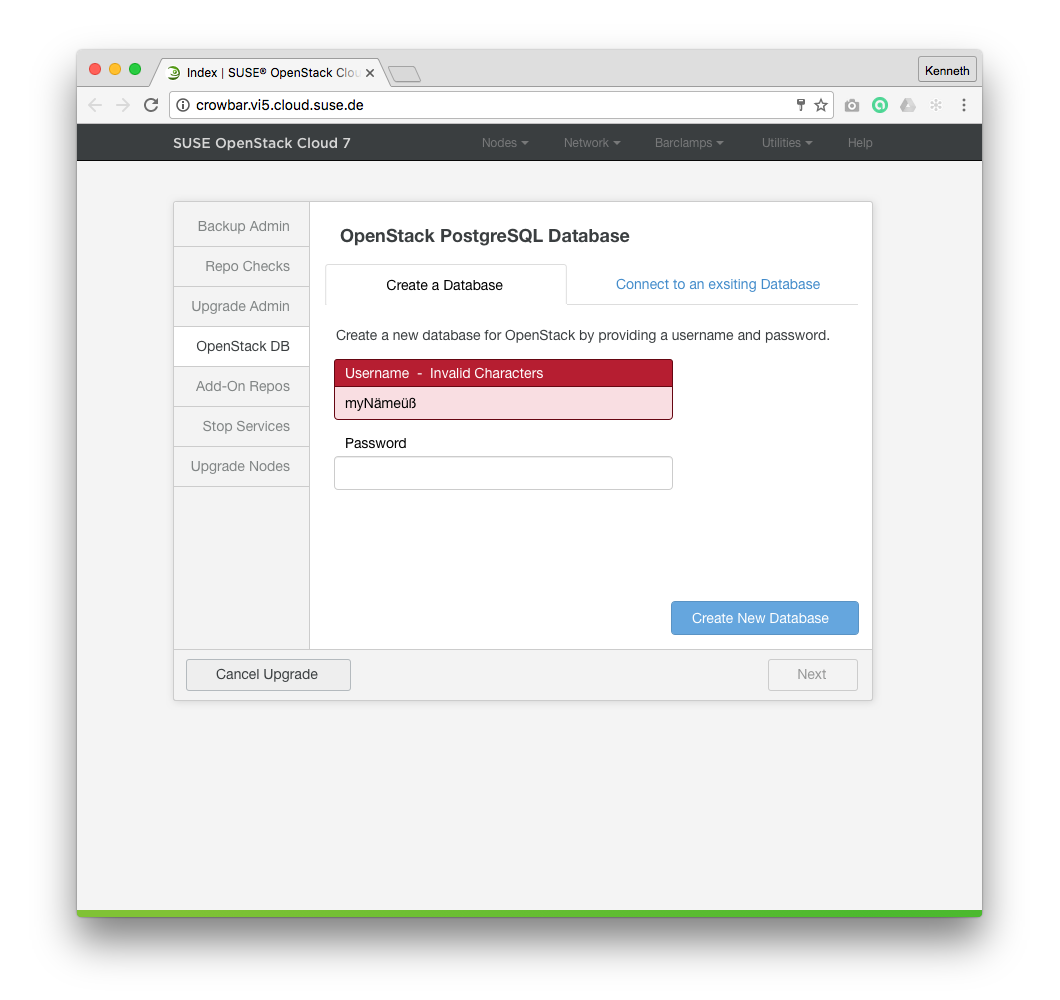 Index | SUSE® OpenStack Clou
Kenneth
crowbar.vi5.cloud.suse.de
SUSE OpenStack Cloud 7
Nodes
Network
Barclamps
Utilities
Help
Backup Admin
Repo Checks
Upgrade Admin
OpenStack DB
Add-On Repos
Stop Services
Upgrade Nodes
OpenStack PostgreSQL Database
Create a Database
Connect to an exsiting Database
Create a new database for OpenStack by providing a username and password.
Username - Invalid Characters
myNämeüß
Password
Create New Database
Cancel Upgrade
Next